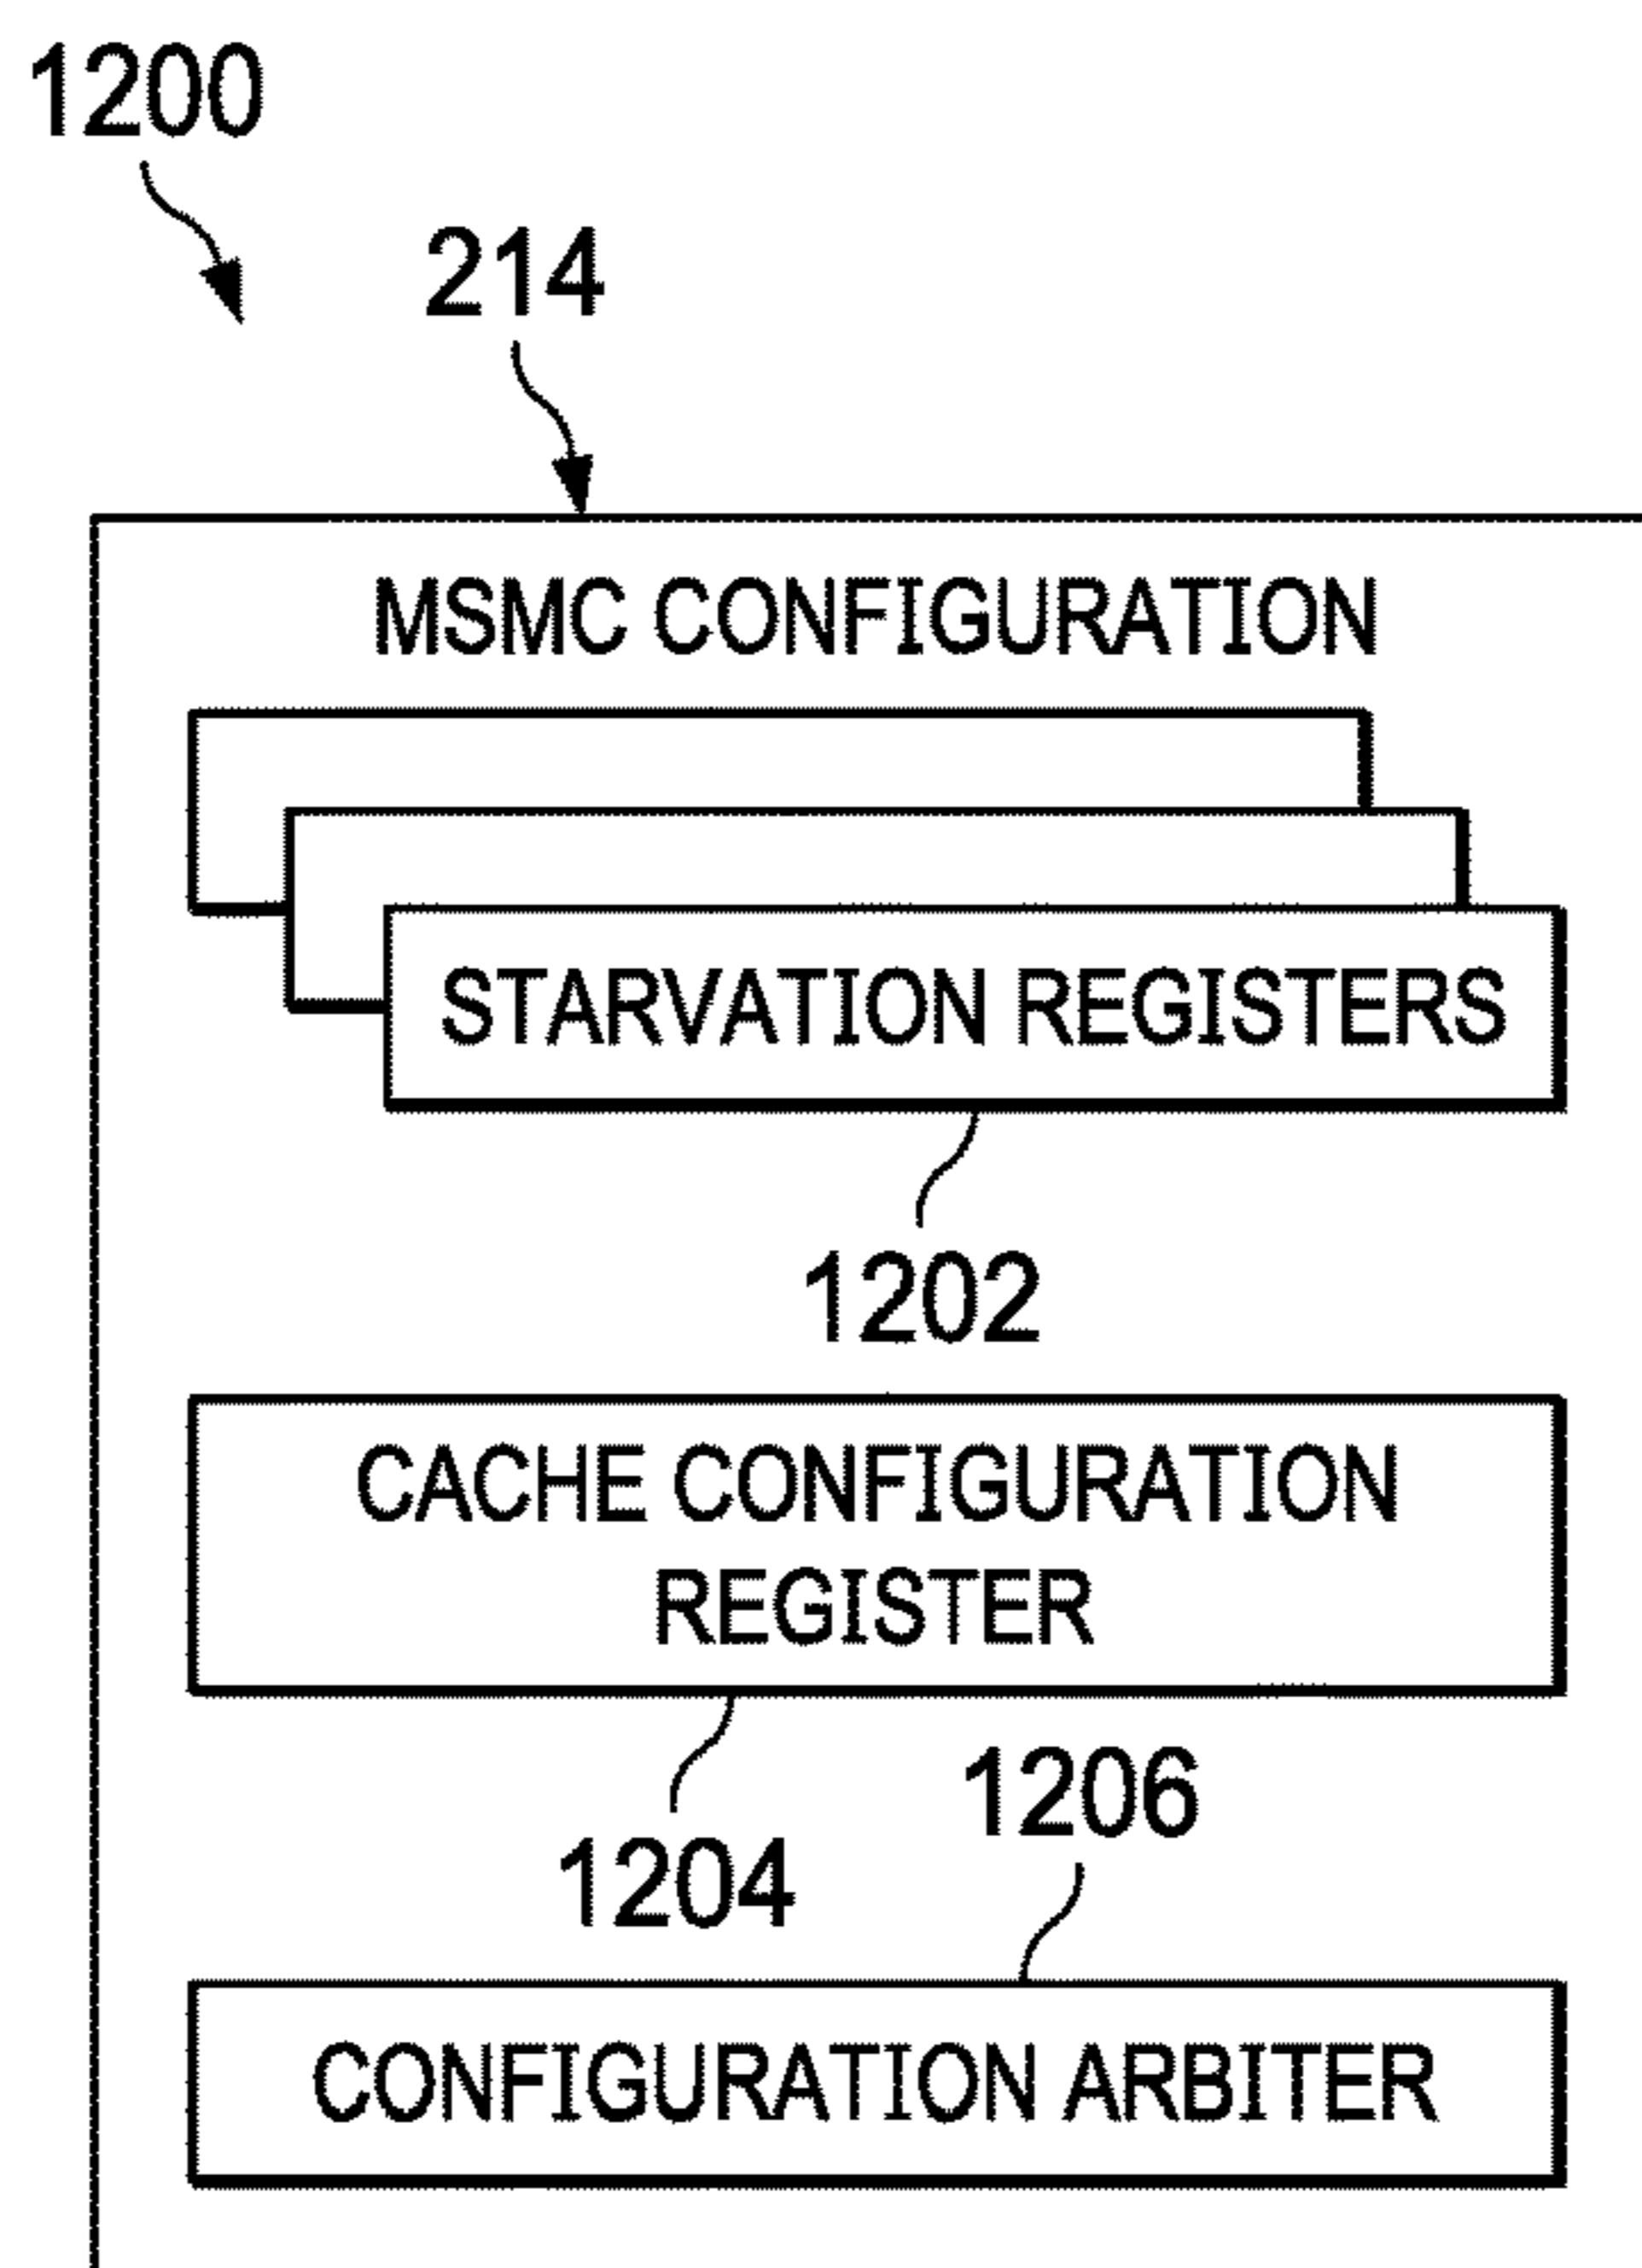 1200
214
MSMC CONFIGURATION
STARVATION REGISTERS
1202
CACHE CONFIGURATION
REGISTER
1204
1206
CONFIGURATION ARBITER